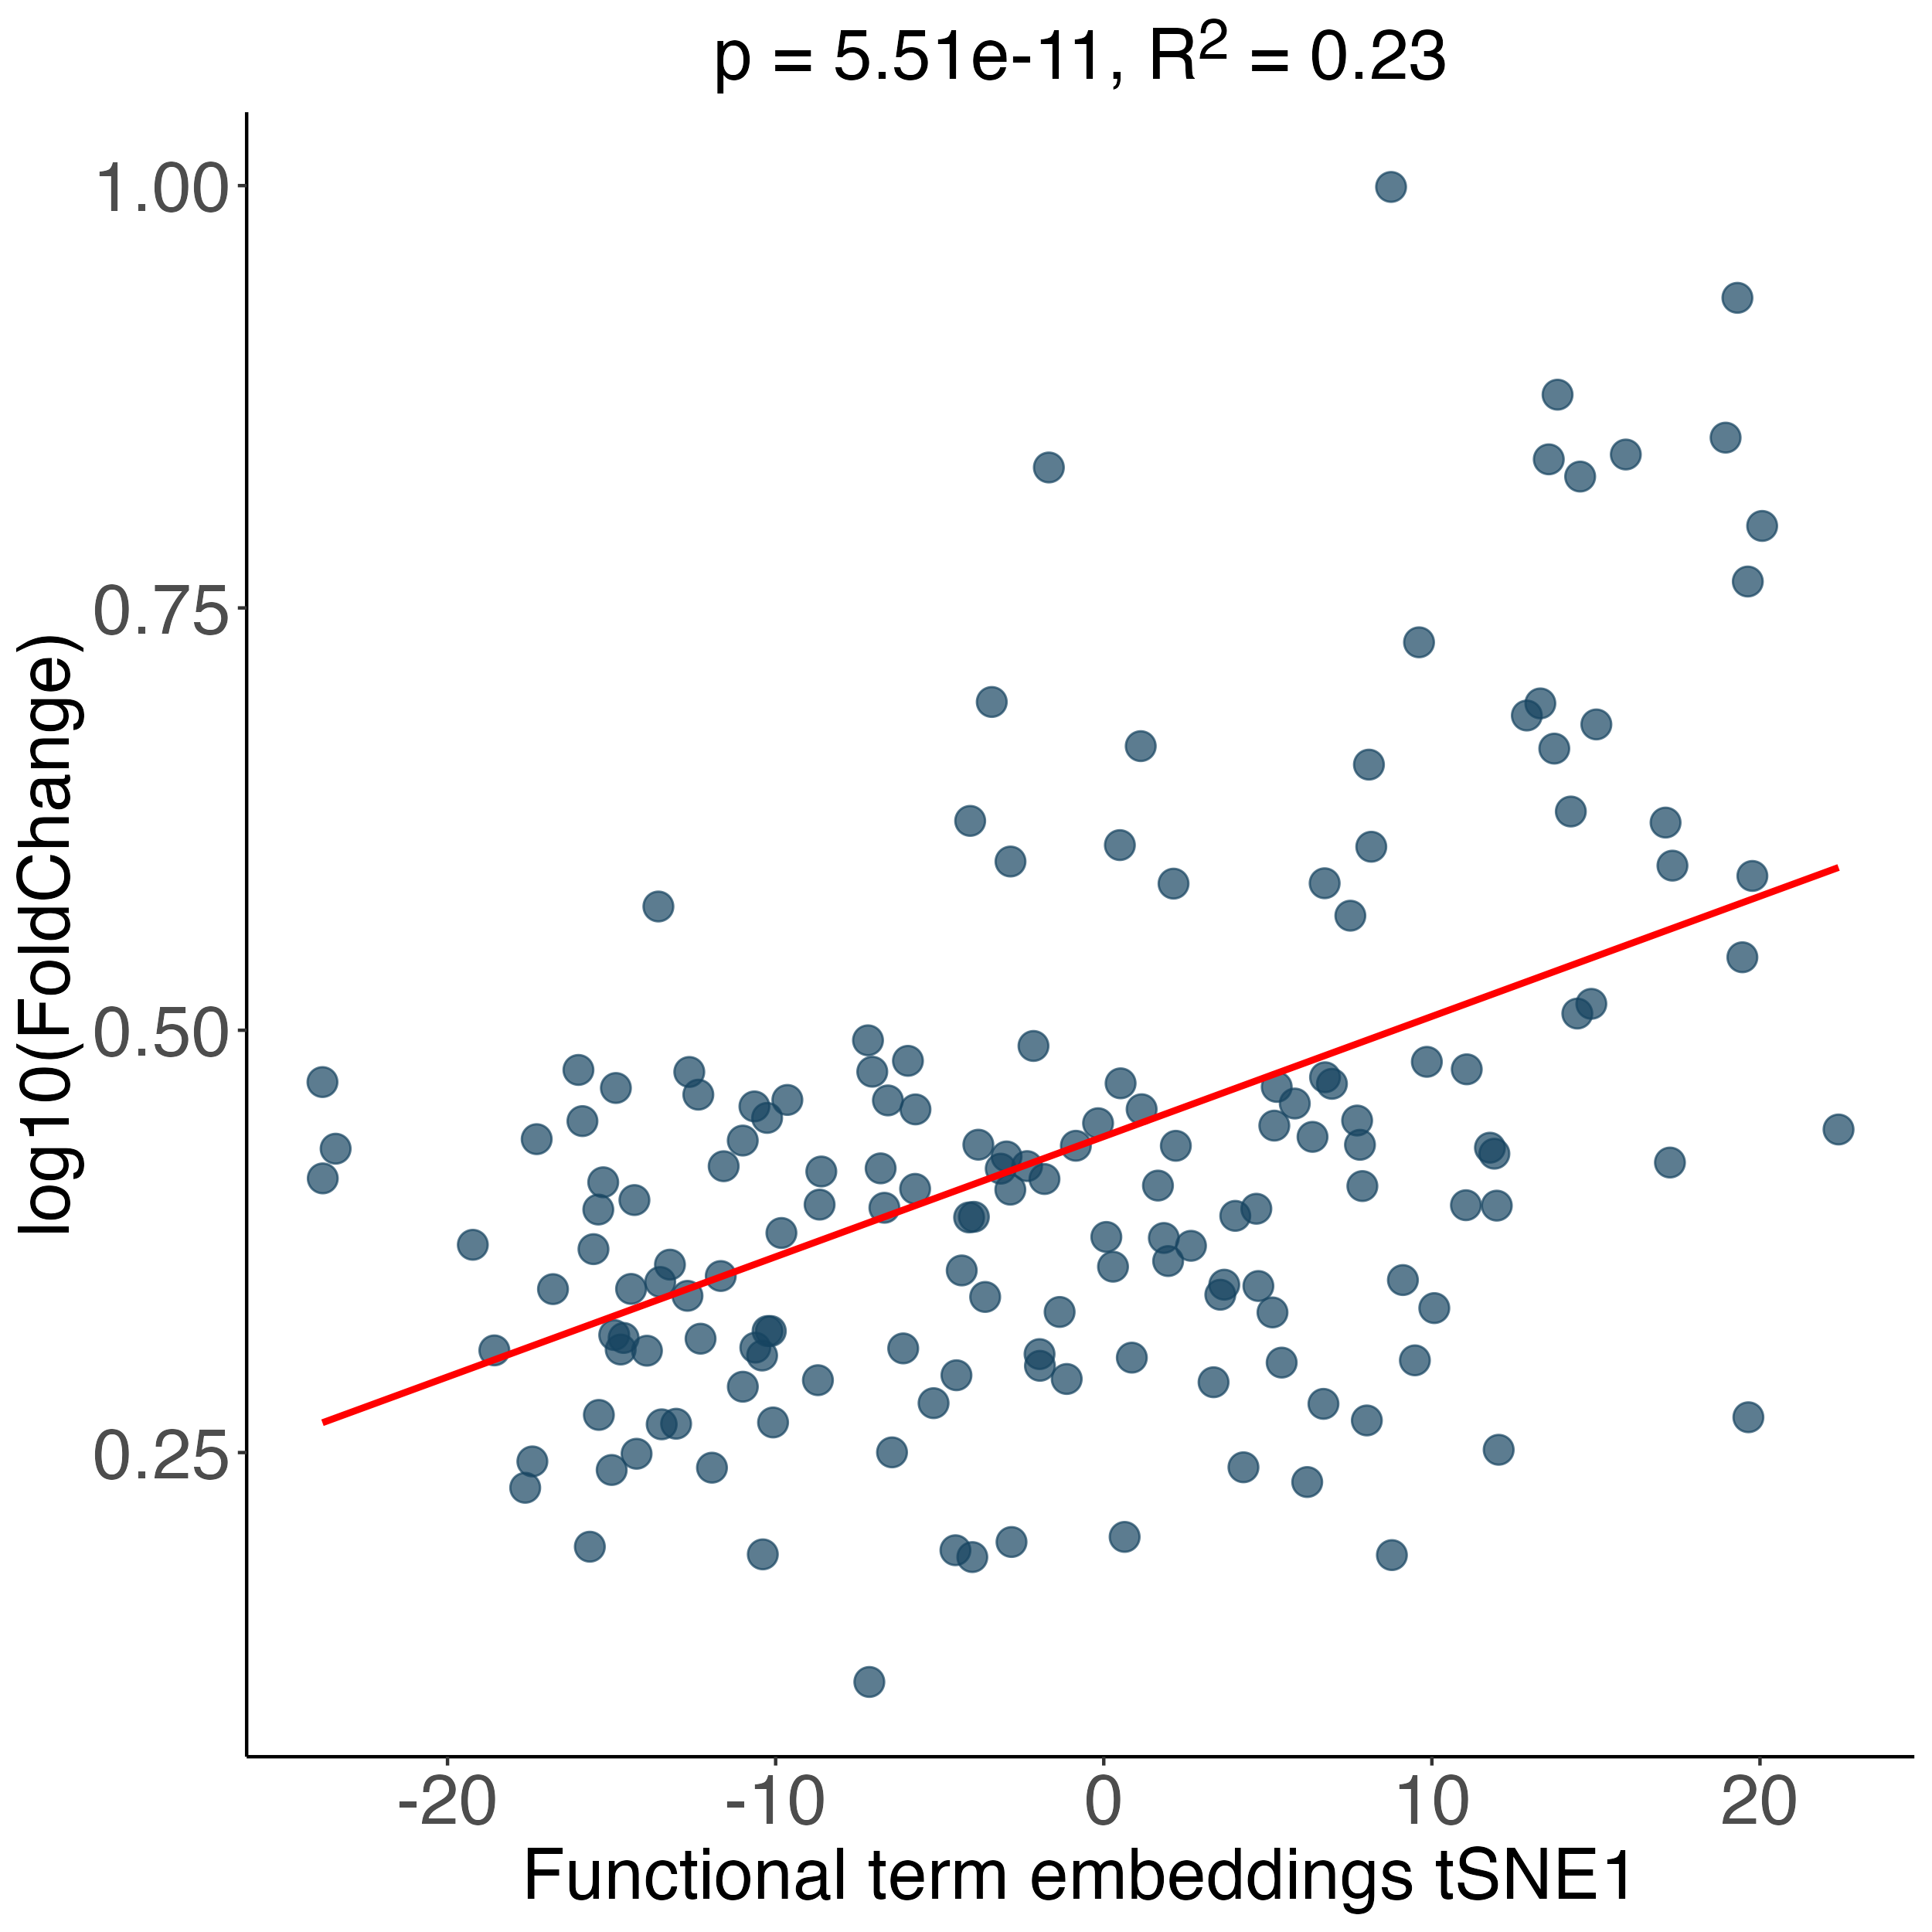 p = 5.51e-11, R² = 0.23
log10(FoldChange)
1.00
0.75
0.50
0.25
-20 -10 0 10 20
Functional term embeddings tSNE1